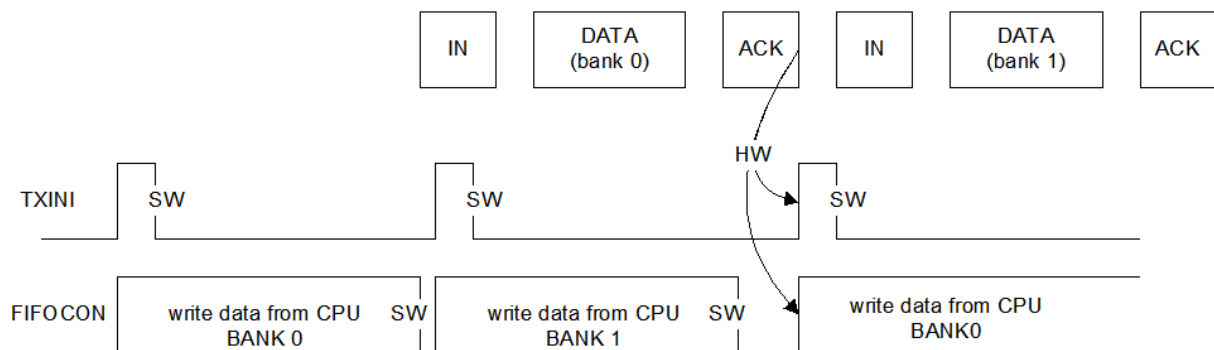 IN
DATA
(bank 0)
ACK
IN
DATA
(bank 1)
ACK
HW
TXINI
SW
SW
SW
FIFOCON
write data from CPU
BANK 0
SW
write data from CPU
BANK 1
SW
write data from CPU
BANK0